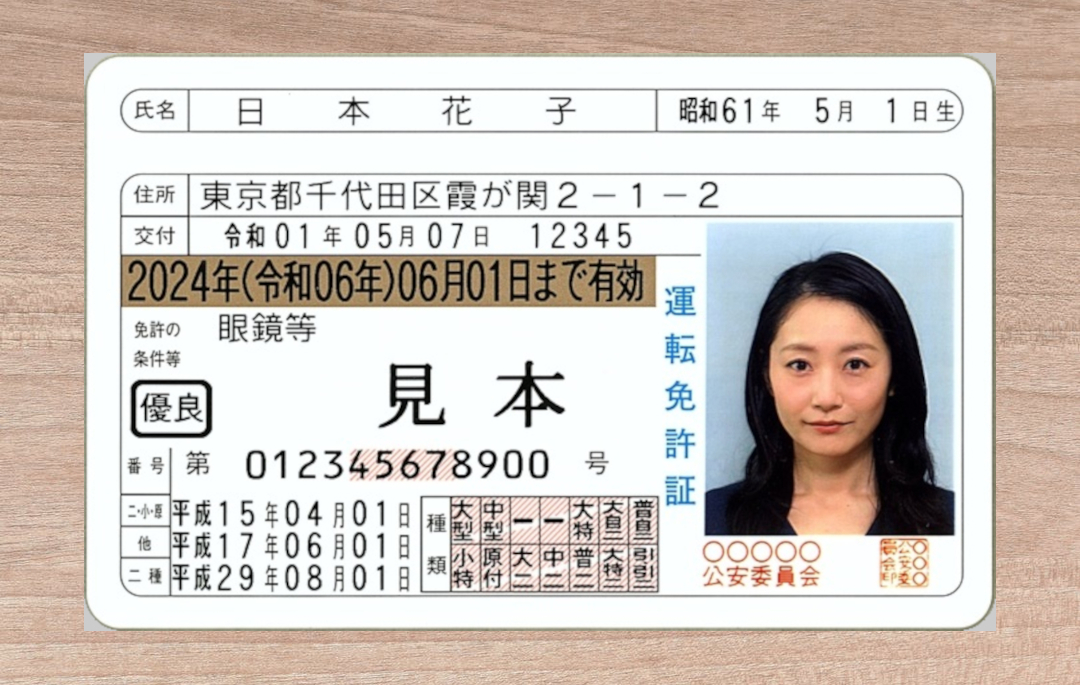 氏名 日本花子 昭和61年 5月 1日生
住所 東京都千代田区霞が関2-1-2
交付 令和01年05月07日 12345
2024年(令和06年)06月01日まで有効
免許の
条件等
眼鏡等
見本
優良
番号 第 012345678900 号
二・小・原 平成15年04月01日
他 平成17年06月01日
二種 平成29年08月01日
種類
大型 中型 ー ー 大特 大自二 普自二
小特 原付 大二 中二 普二 大特二 引引二
運転免許証
○○○○○
公安委員会